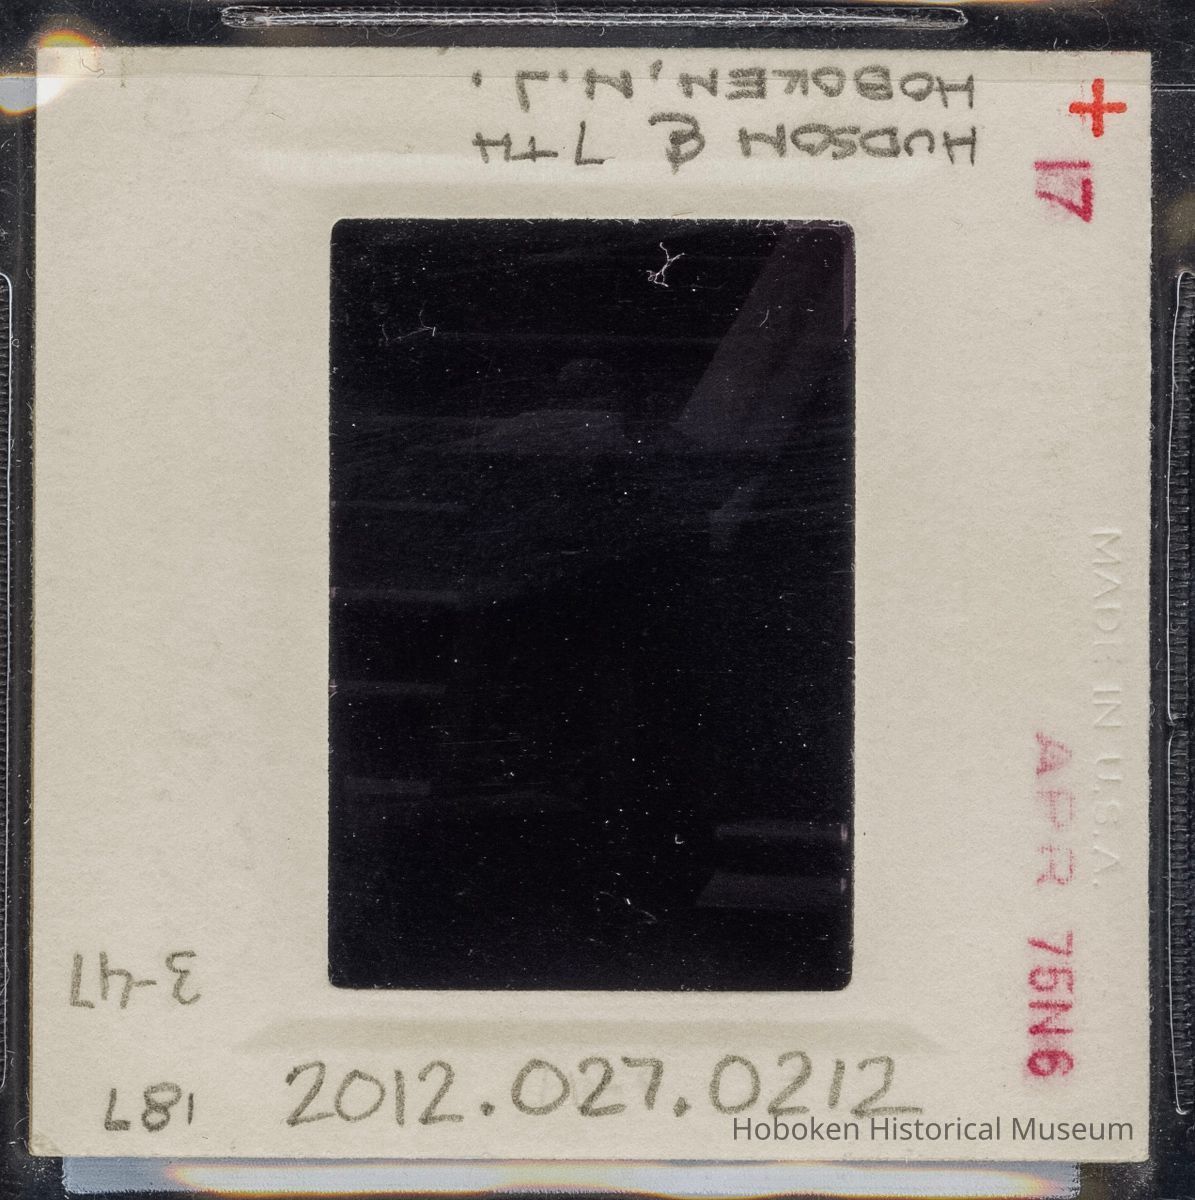 HUDSON & 7TH
HOBOKEN, N.J.
+
17
MADE IN U.S.A.
APR 75N6
3-47
187
2012.027.0212
Hoboken Historical Museum